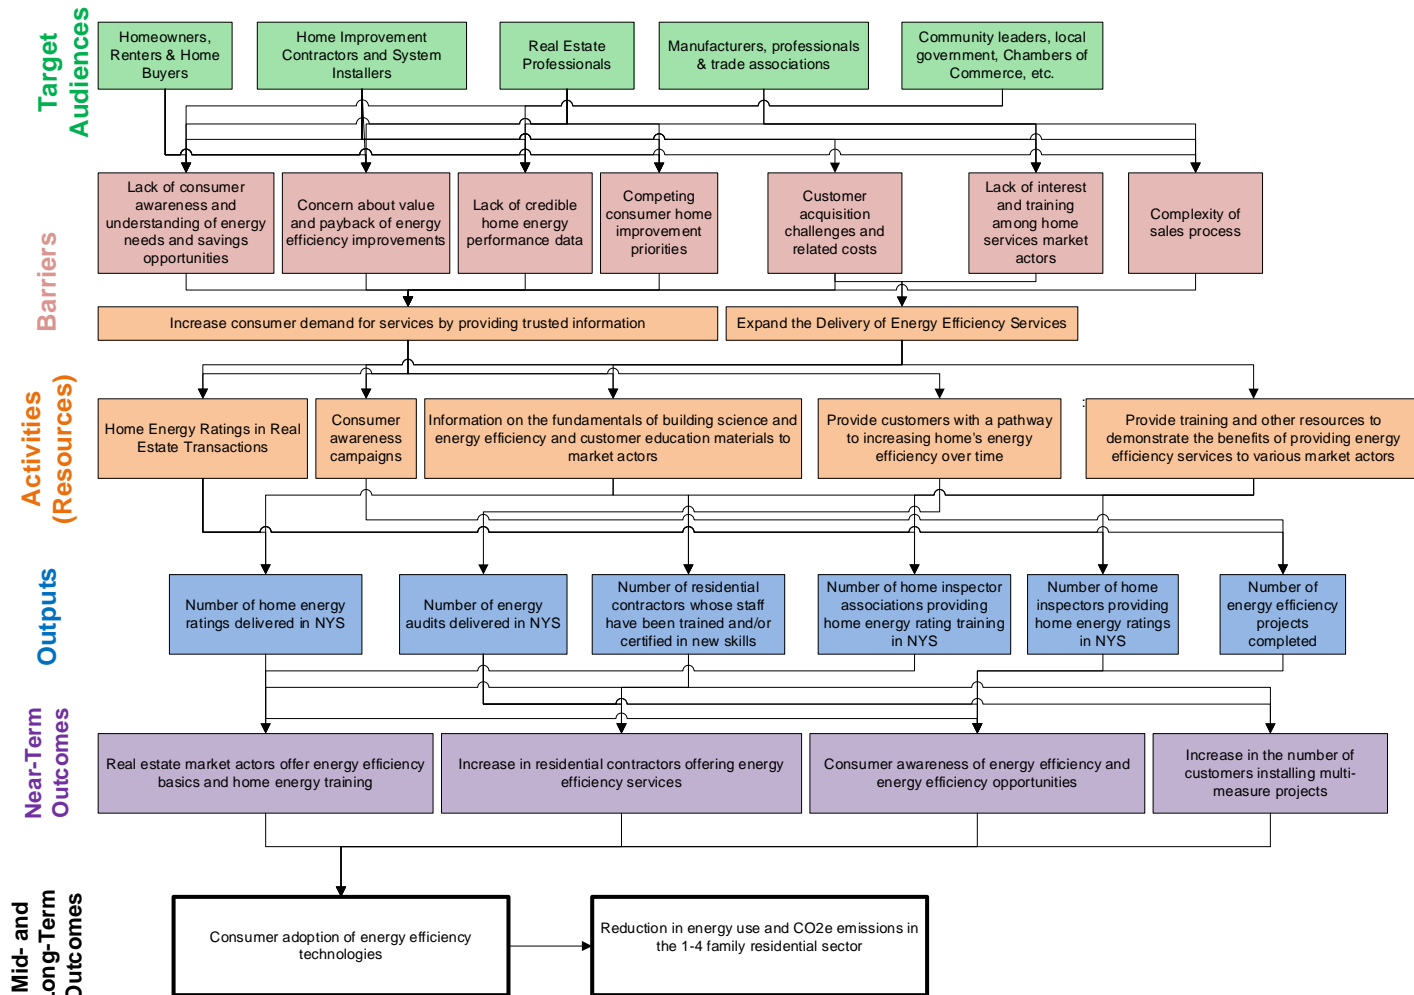 Target
Audiences
Homeowners,
Renters & Home
Buyers
Home Improvement
Contractors and System
Installers
Real Estate
Professionals
Manufacturers, professionals
& trade associations
Community leaders, local
government, Chambers of
Commerce, etc.
Barriers
Lack of consumer
awareness and
understanding of energy
needs and savings
opportunities
Concern about value
and payback of energy
efficiency improvements
Lack of credible
home energy
performance data
Competing
consumer home
improvement
priorities
Customer
acquisition
challenges and
related costs
Lack of interest
and training
among home
services market
actors
Complexity of
sales process
Increase consumer demand for services by providing trusted information
Expand the Delivery of Energy Efficiency Services
Activities
(Resources)
Home Energy Ratings in Real
Estate Transactions
Consumer
awareness
campaigns
Information on the fundamentals of building science and
energy efficiency and customer education materials to
market actors
Provide customers with a pathway
to increasing home's energy
efficiency over time
:
Provide training and other resources to
demonstrate the benefits of providing energy
efficiency services to various market actors
Outputs
Number of home energy
ratings delivered in NYS
Number of energy
audits delivered in NYS
Number of residential
contractors whose staff
have been trained and/or
certified in new skills
Number of home inspector
associations providing
home energy rating training
in NYS
Number of home
inspectors providing
home energy ratings
in NYS
Number of
energy efficiency
projects
completed
Near-Term
Outcomes
Real estate market actors offer energy efficiency
basics and home energy training
Increase in residential contractors offering energy
efficiency services
Consumer awareness of energy efficiency and
energy efficiency opportunities
Increase in the number of
customers installing multi-
measure projects
Mid- and
Long-Term
Outcomes
Consumer adoption of energy efficiency
technologies
Reduction in energy use and CO2e emissions in
the 1-4 family residential sector